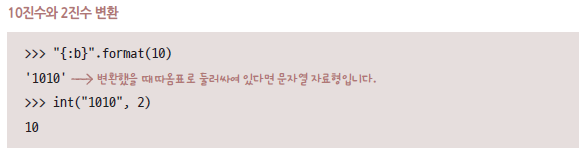 10진수와 2진수 변환
>>> "{:b}".format(10)
'1010' → 변환했을 때 따옴표로 둘러싸여 있다면 문자열 자료형입니다.
>>> int("1010", 2)
10